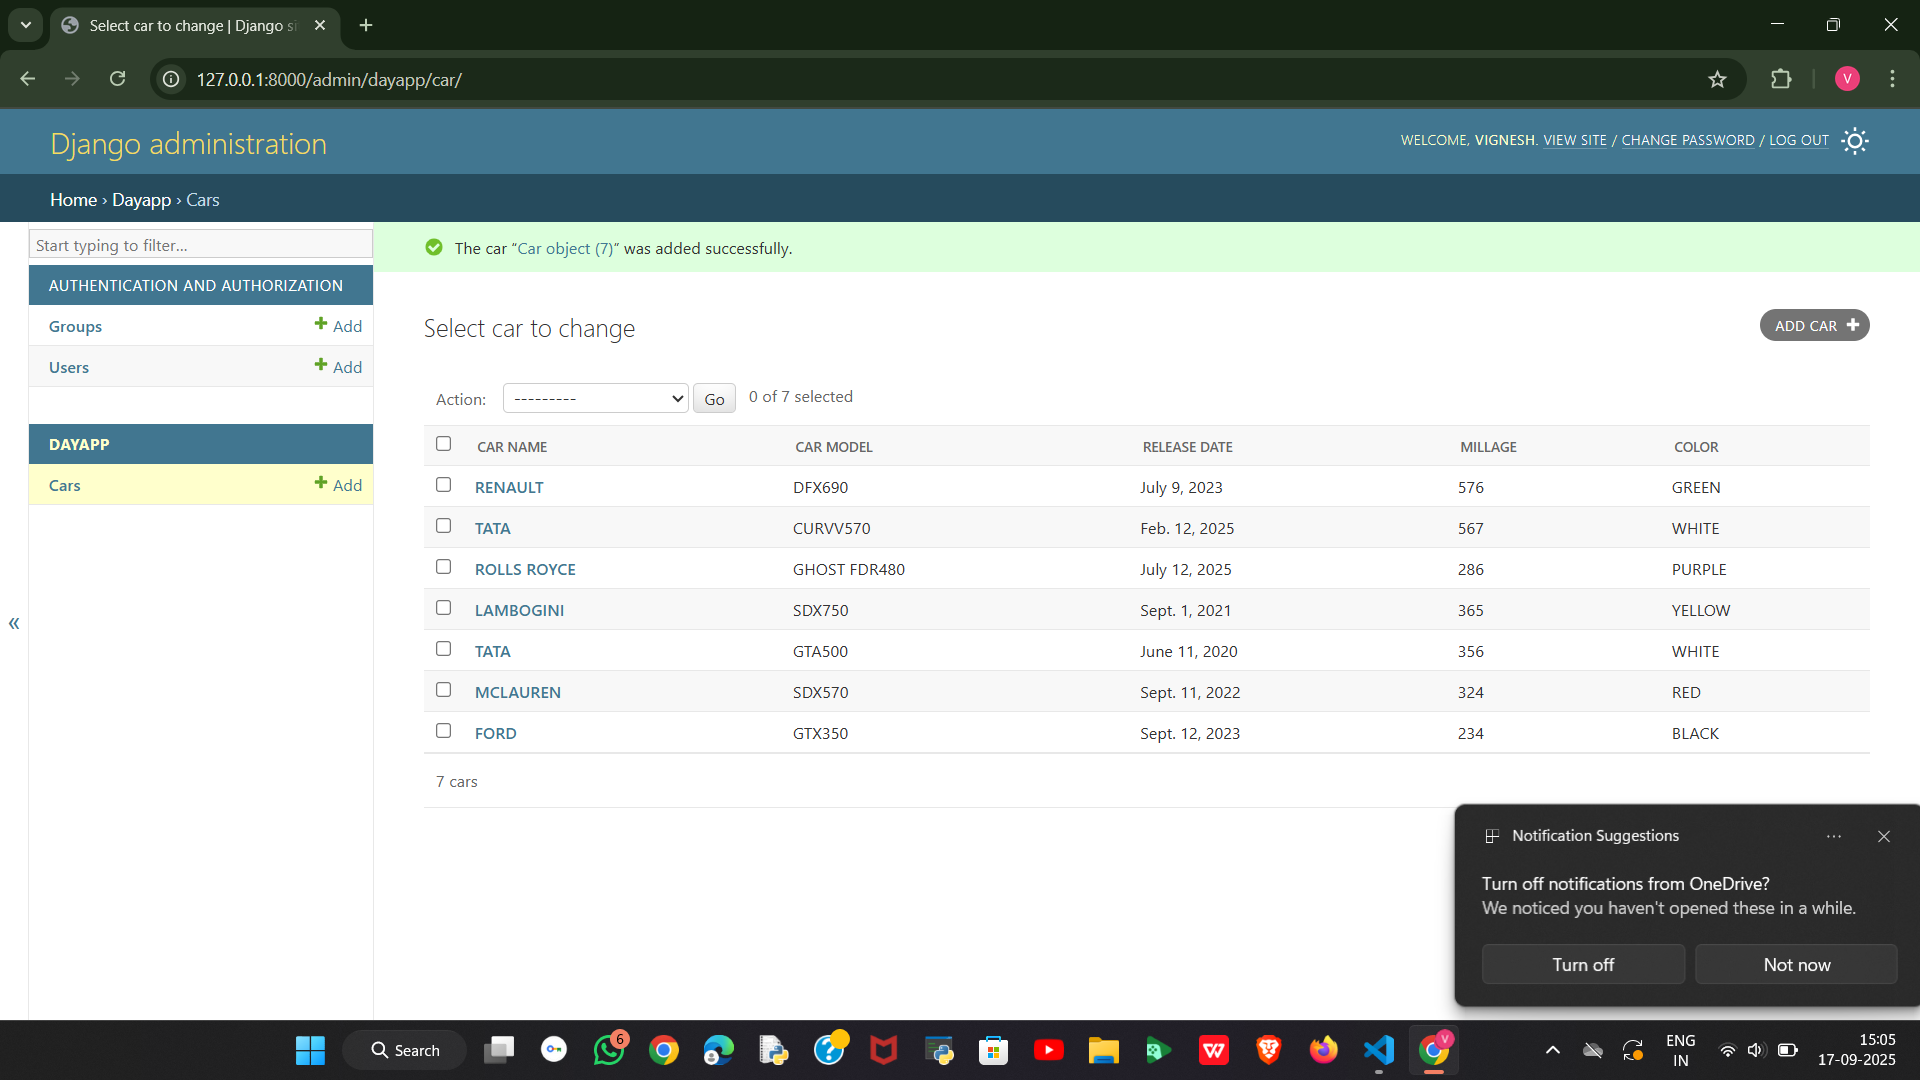 Select car to change | Django si
127.0.0.1:8000/admin/dayapp/car/
V
Django administration
WELCOME, VIGNESH. VIEW SITE / CHANGE PASSWORD / LOG OUT
Home › Dayapp › Cars
Start typing to filter...
AUTHENTICATION AND AUTHORIZATION
Groups Add
Users Add
DAYAPP
Cars Add
The car “Car object (7)” was added successfully.
Select car to change
ADD CAR
Action: --------- Go 0 of 7 selected
CAR NAME CAR MODEL RELEASE DATE MILLAGE COLOR
RENAULT DFX690 July 9, 2023 576 GREEN
TATA CURVV570 Feb. 12, 2025 567 WHITE
ROLLS ROYCE GHOST FDR480 July 12, 2025 286 PURPLE
LAMBOGINI SDX750 Sept. 1, 2021 365 YELLOW
TATA GTA500 June 11, 2020 356 WHITE
MCLAUREN SDX570 Sept. 11, 2022 324 RED
FORD GTX350 Sept. 12, 2023 234 BLACK
7 cars
«
Notification Suggestions
Turn off notifications from OneDrive?
We noticed you haven't opened these in a while.
Turn off Not now
Search
6
V
ENG
IN
15:05
17-09-2025